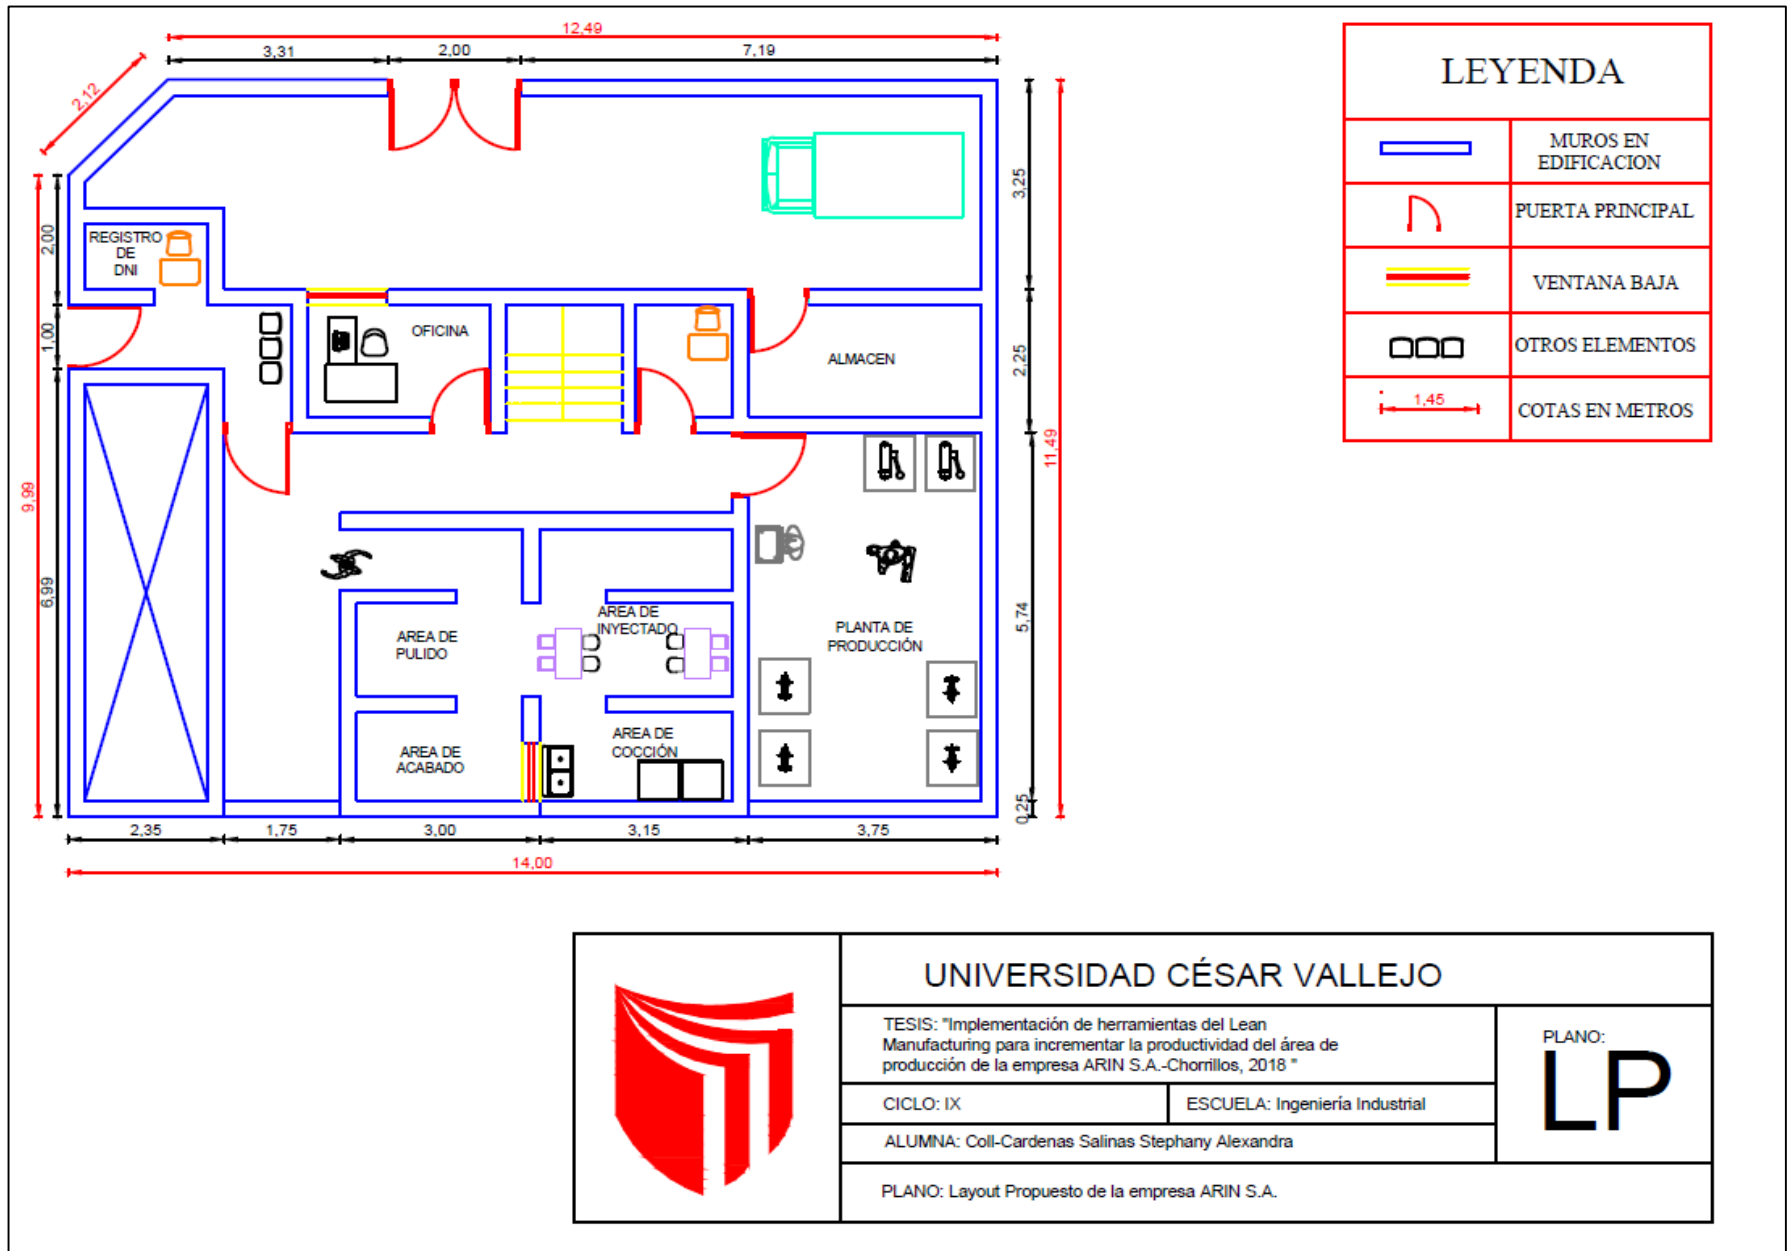 12,49
3,31
2,00
7,19
2,12
9,99
2,00
1,00
6,99
3,25
2,25
11,49
5,74
0,25
REGISTRO
DE
DNI
OFICINA
ALMACEN
AREA DE
PULIDO
AREA DE
INYECTADO
PLANTA DE
PRODUCCIÓN
AREA DE
ACABADO
AREA DE
COCCIÓN
2,35
1,75
3,00
3,15
3,75
14,00
LEYENDA
MUROS EN
EDIFICACION
PUERTA PRINCIPAL
VENTANA BAJA
OTROS ELEMENTOS
1,45
COTAS EN METROS
UNIVERSIDAD CÉSAR VALLEJO
TESIS: "Implementación de herramientas del Lean
Manufacturing para incrementar la productividad del área de
producción de la empresa ARIN S.A.-Chorrillos, 2018 "
PLANO:
LP
CICLO: IX
ESCUELA: Ingeniería Industrial
ALUMNA: Coll-Cardenas Salinas Stephany Alexandra
PLANO: Layout Propuesto de la empresa ARIN S.A.